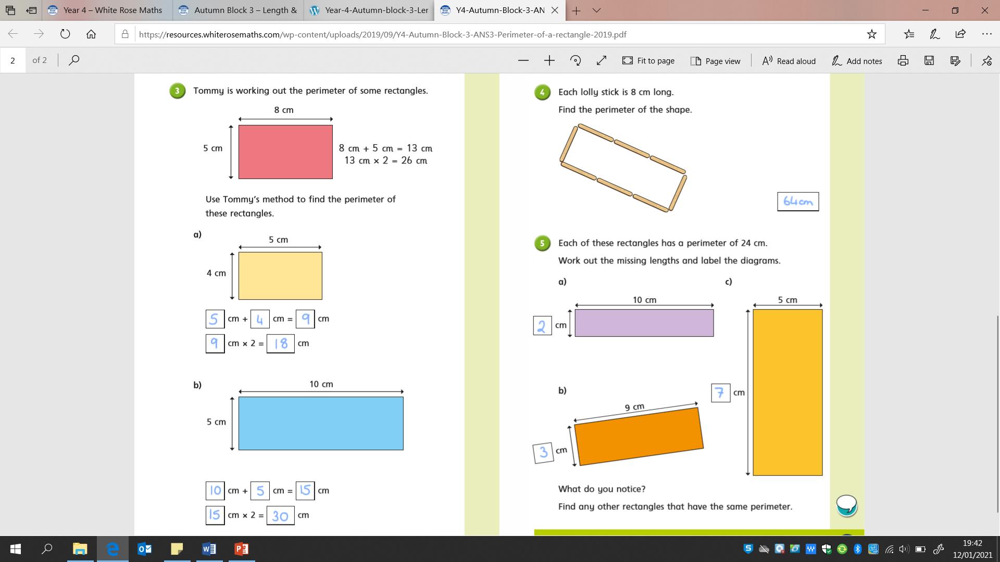 Year 4 – White Rose Maths
Autumn Block 3 – Length &
Year-4-Autumn-block-3-Ler
Y4-Autumn-Block-3-AN
https://resources.whiterosemaths.com/wp-content/uploads/2019/09/Y4-Autumn-Block-3-ANS3-Perimeter-of-a-rectangle-2019.pdf
2 of 2
Fit to page
Page view
Read aloud
Add notes
3 Tommy is working out the perimeter of some rectangles.
8 cm
5 cm
8 cm + 5 cm = 13 cm
13 cm × 2 = 26 cm
Use Tommy's method to find the perimeter of
these rectangles.
a)
5 cm
4 cm
5 cm + 4 cm = 9 cm
9 cm × 2 = 18 cm
b)
10 cm
5 cm
10 cm + 5 cm = 15 cm
15 cm × 2 = 30 cm
4 Each lolly stick is 8 cm long.
Find the perimeter of the shape.
64cm
5 Each of these rectangles has a perimeter of 24 cm.
Work out the missing lengths and label the diagrams.
a)
10 cm
2 cm
b)
9 cm
3 cm
c)
5 cm
7 cm
What do you notice?
Find any other rectangles that have the same perimeter.
19:42
12/01/2021